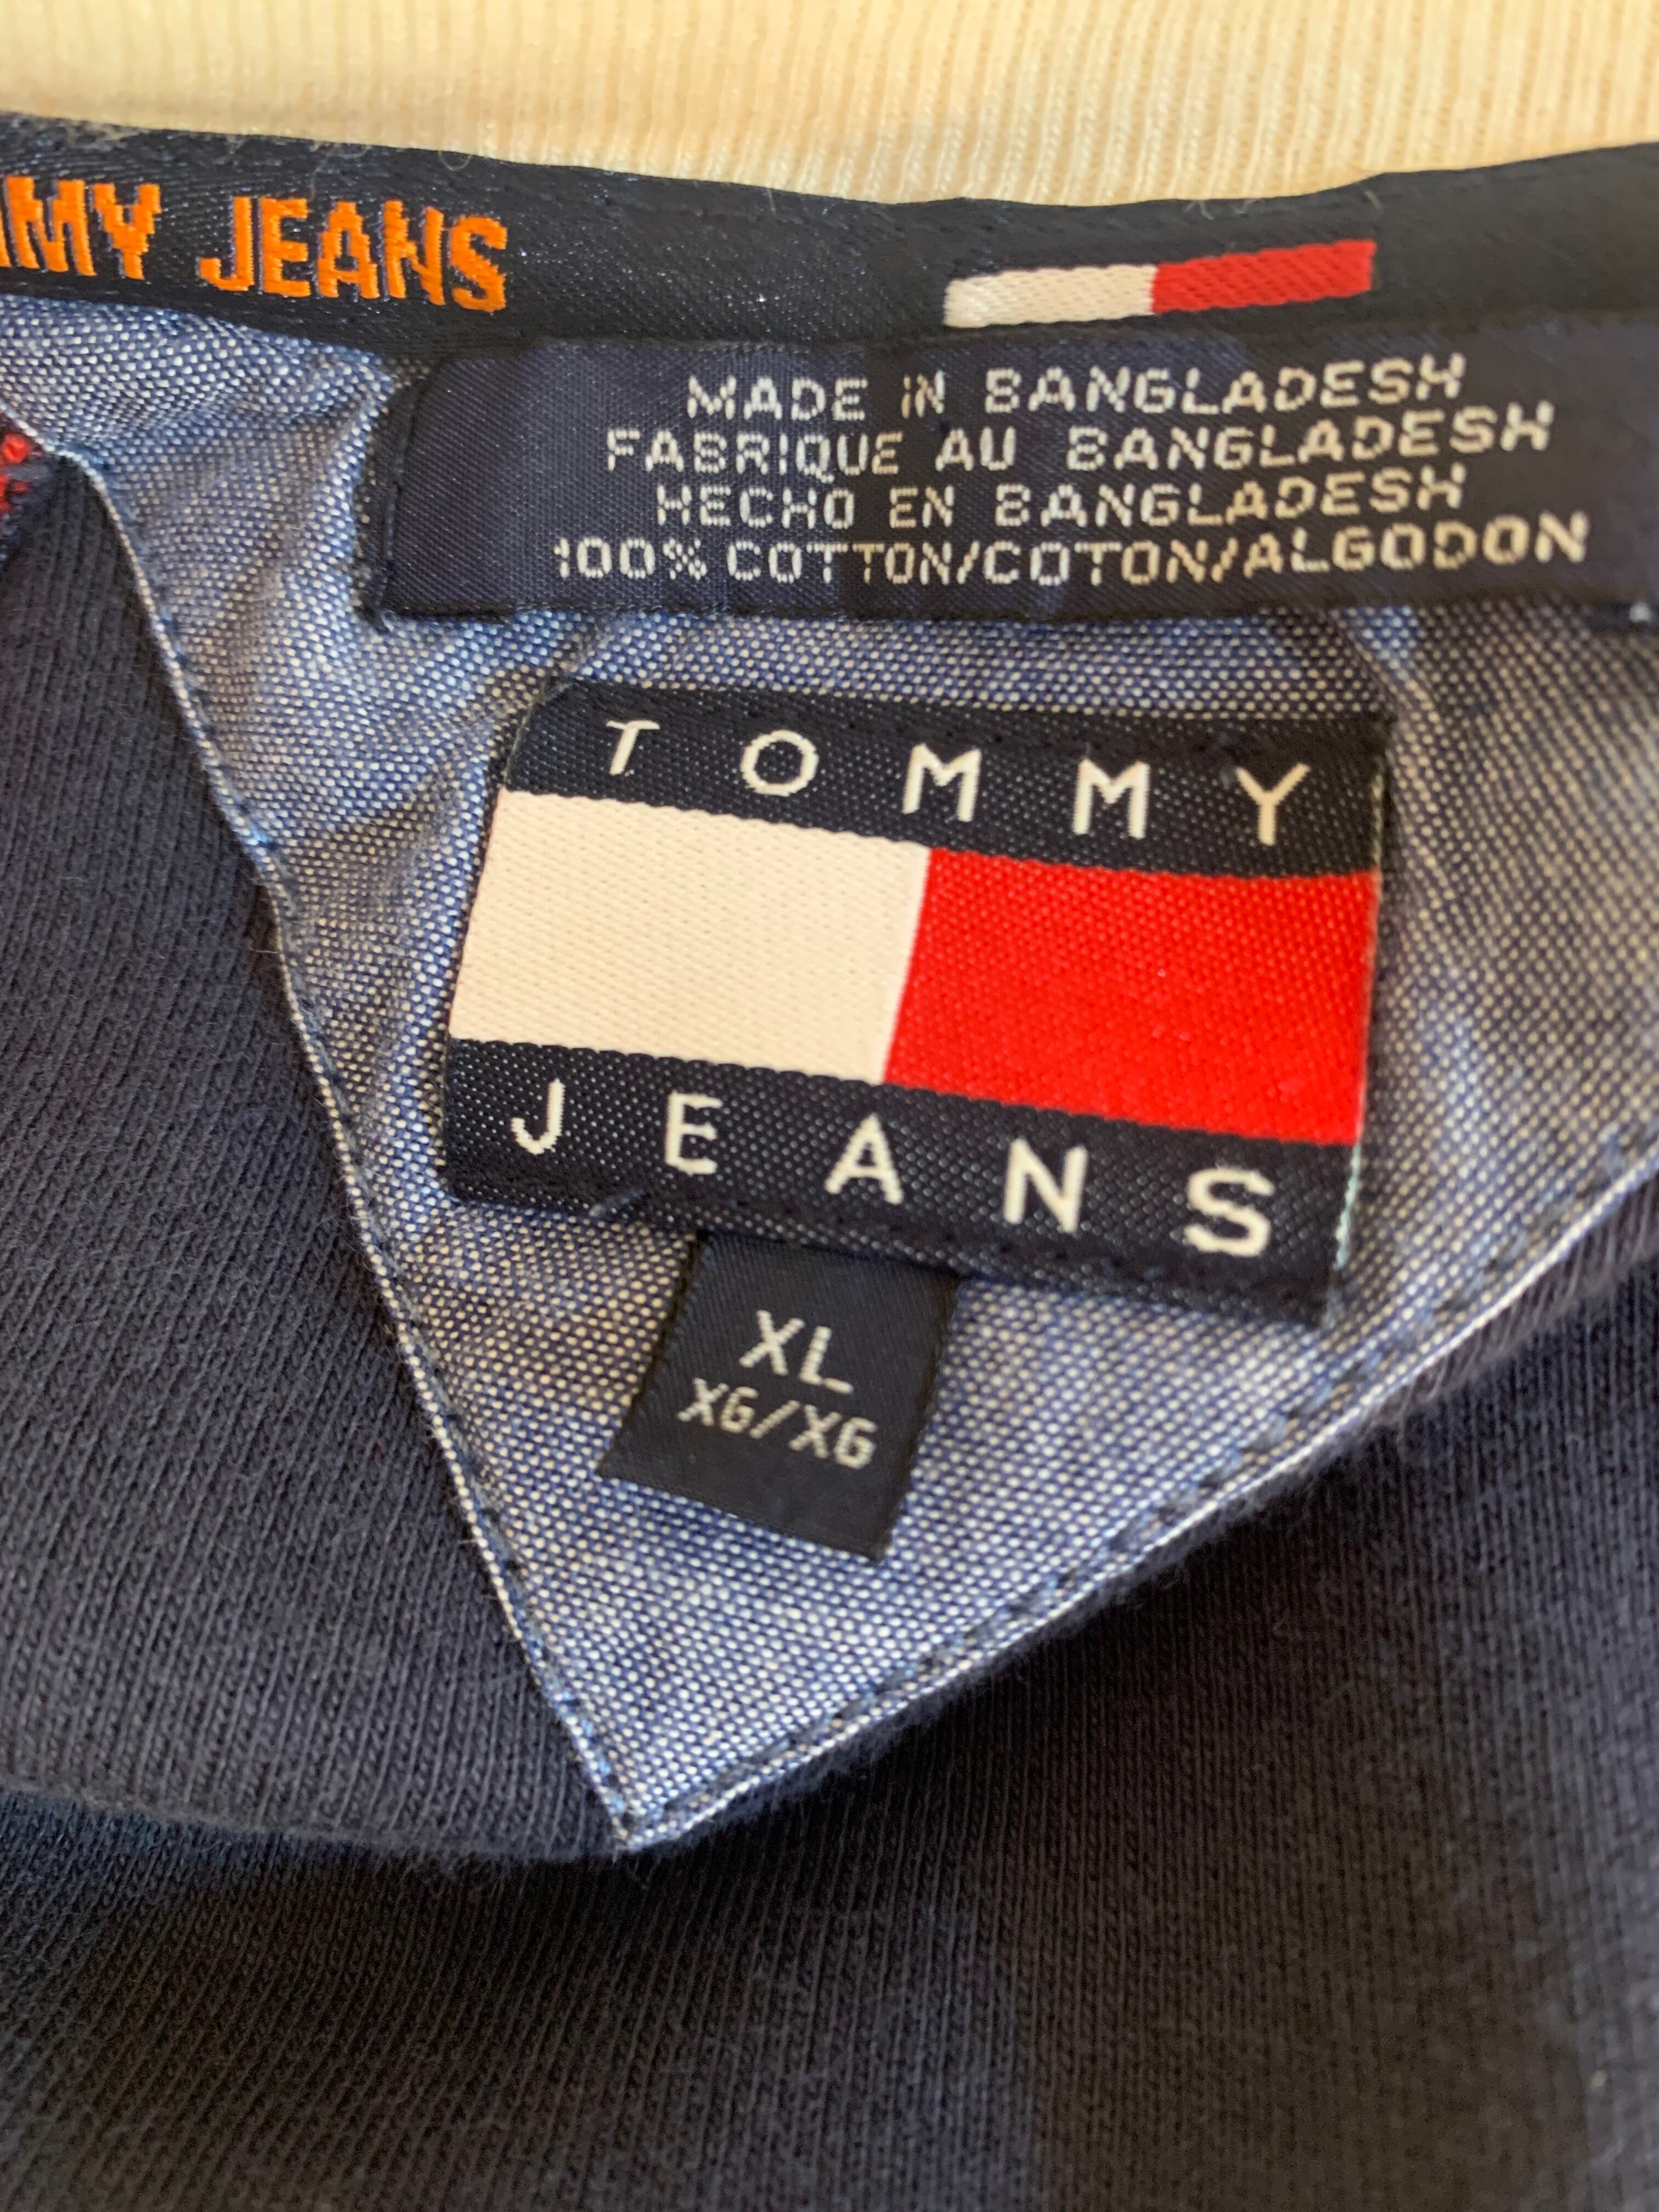 JEANS
MADE IN BANGLADESH
FABRIQUE AU BANGLADESH
HECHO EN BANGLADESH
100% COTTON/COTON/ALGODON
TOMMY
JEANS
XL
XG/XG